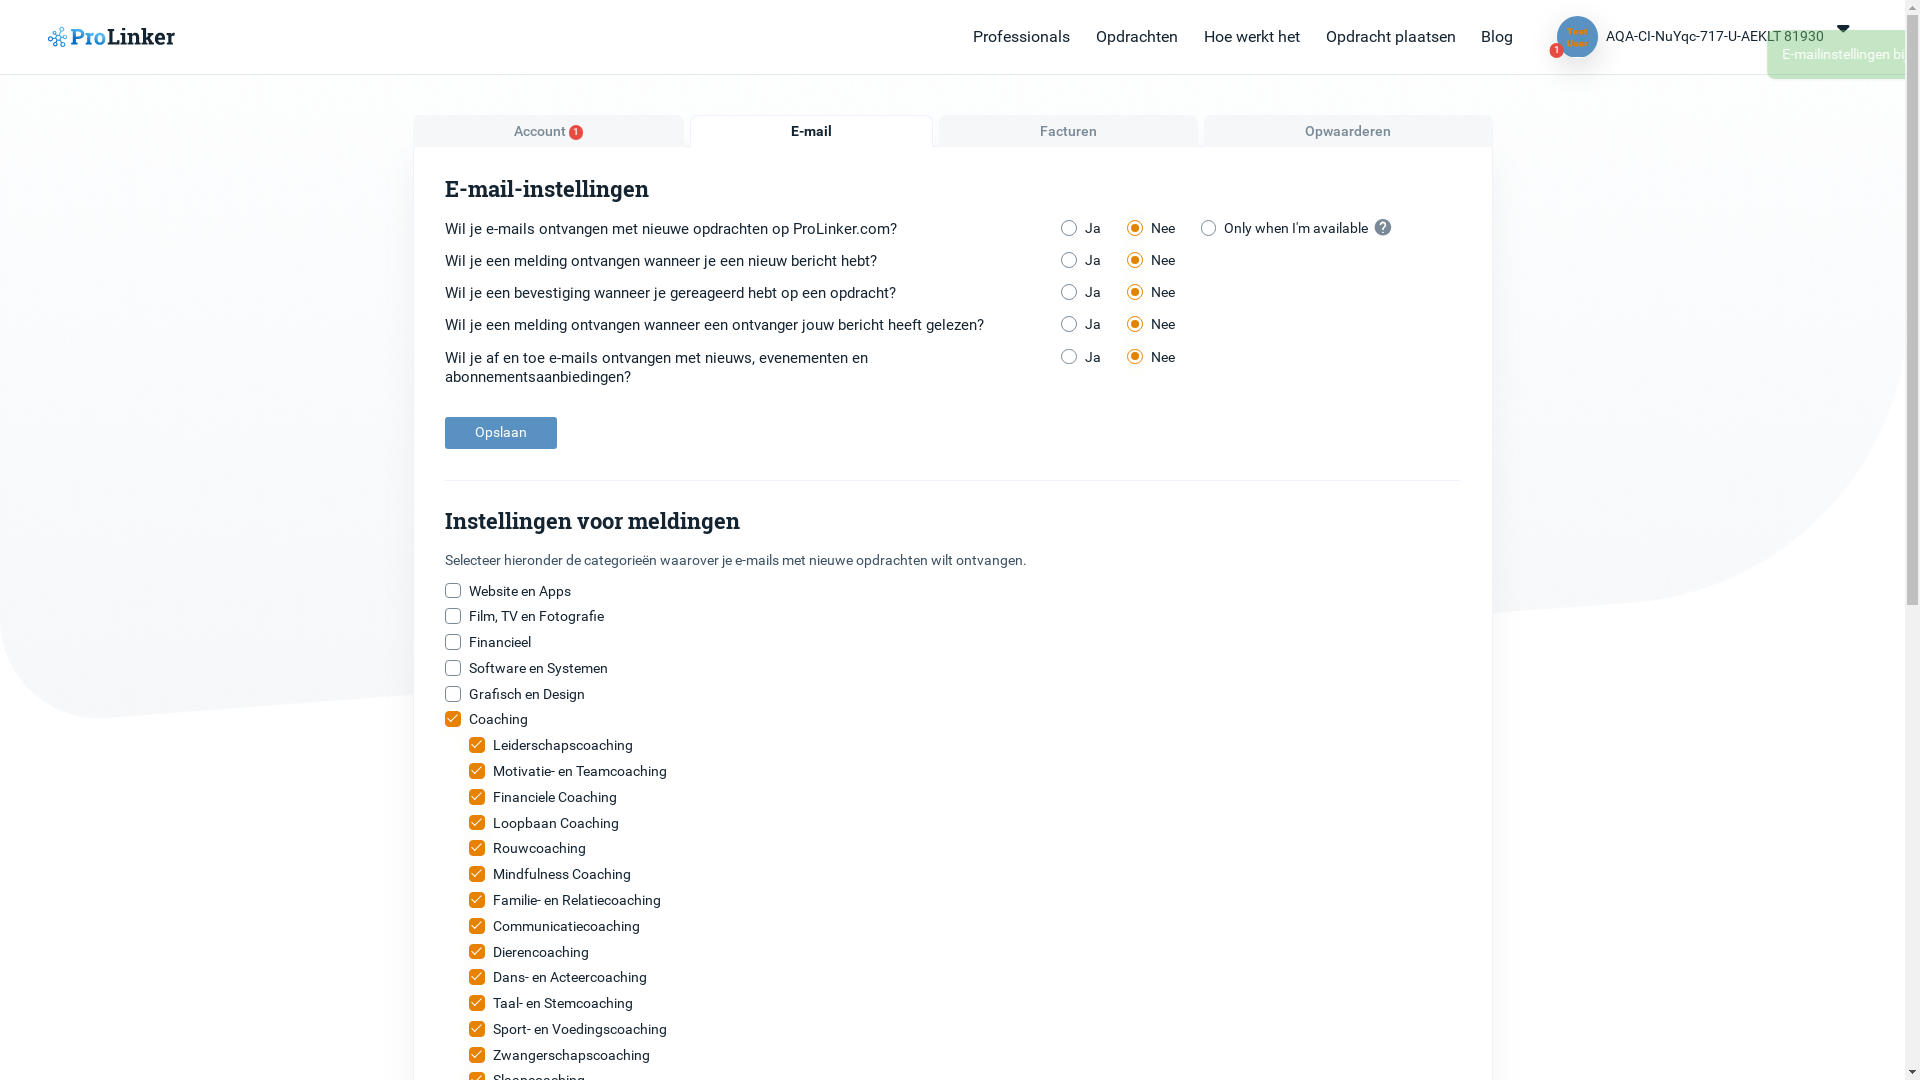 ProLinker
Professionals
Opdrachten
Hoe werkt het
Opdracht plaatsen
Blog
1
AQA-CI-NuYqc-717-U-AEKLT 81930
E-mailinstellingen
Account 1
E-mail
Facturen
Opwaarderen
E-mail-instellingen
Wil je e-mails ontvangen met nieuwe opdrachten op ProLinker.com?
Ja
Nee
Only when I'm available
?
Wil je een melding ontvangen wanneer je een nieuw bericht hebt?
Ja
Nee
Wil je een bevestiging wanneer je gereageerd hebt op een opdracht?
Ja
Nee
Wil je een melding ontvangen wanneer een ontvanger jouw bericht heeft gelezen?
Ja
Nee
Wil je af en toe e-mails ontvangen met nieuws, evenementen en
abonnementsaanbiedingen?
Ja
Nee
Opslaan
Instellingen voor meldingen
Selecteer hieronder de categorieën waarover je e-mails met nieuwe opdrachten wilt ontvangen.
Website en Apps
Film, TV en Fotografie
Financieel
Software en Systemen
Grafisch en Design
Coaching
Leiderschapscoaching
Motivatie- en Teamcoaching
Financiele Coaching
Loopbaan Coaching
Rouwcoaching
Mindfulness Coaching
Familie- en Relatiecoaching
Communicatiecoaching
Dierencoaching
Dans- en Acteercoaching
Taal- en Stemcoaching
Sport- en Voedingscoaching
Zwangerschapscoaching
Slaapcoaching